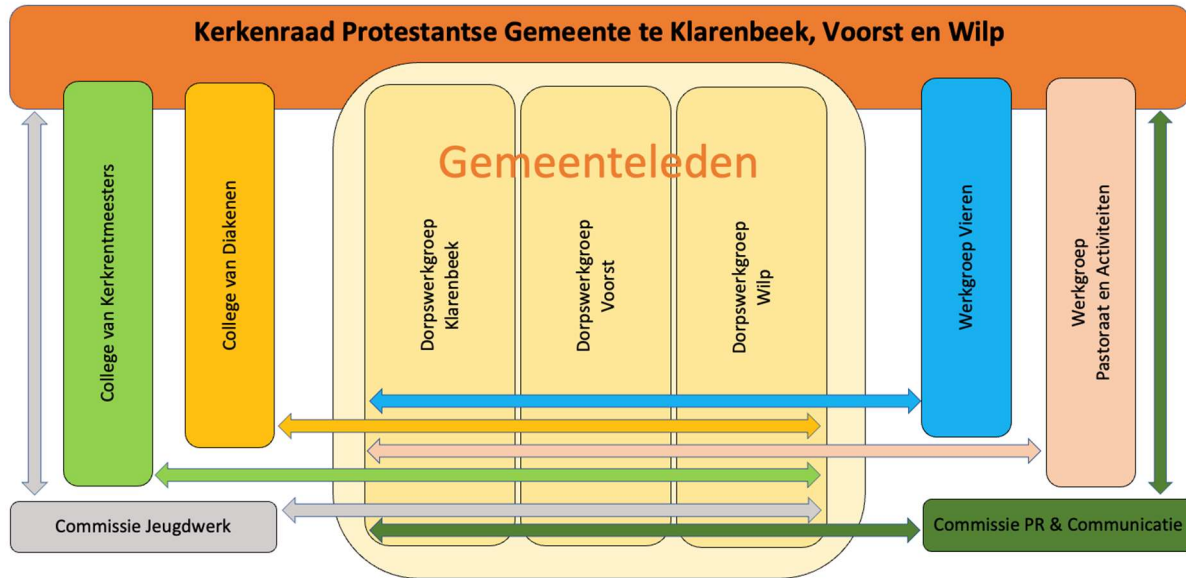 Kerkenraad Protestantse Gemeente te Klarenbeek, Voorst en Wilp
College van Kerkrentmeesters
College van Diakenen
Gemeenteleden
Dorpswerkgroep
Klarenbeek
Dorpswerkgroep
Voorst
Dorpswerkgroep
Wilp
Werkgroep Vieren
Werkgroep
Pastoraat en Activiteiten
Commissie Jeugdwerk
Commissie PR & Communicatie